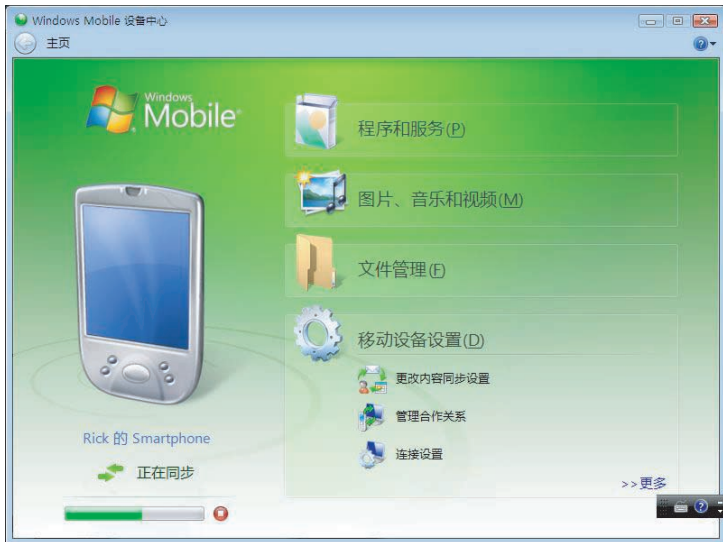 Windows Mobile 设备中心
主页
Windows
Mobile®
程序和服务(P)
图片、音乐和视频(M)
文件管理(F)
移动设备设置(D)
更改内容同步设置
管理合作关系
连接设置
>>更多
Rick 的 Smartphone
正在同步